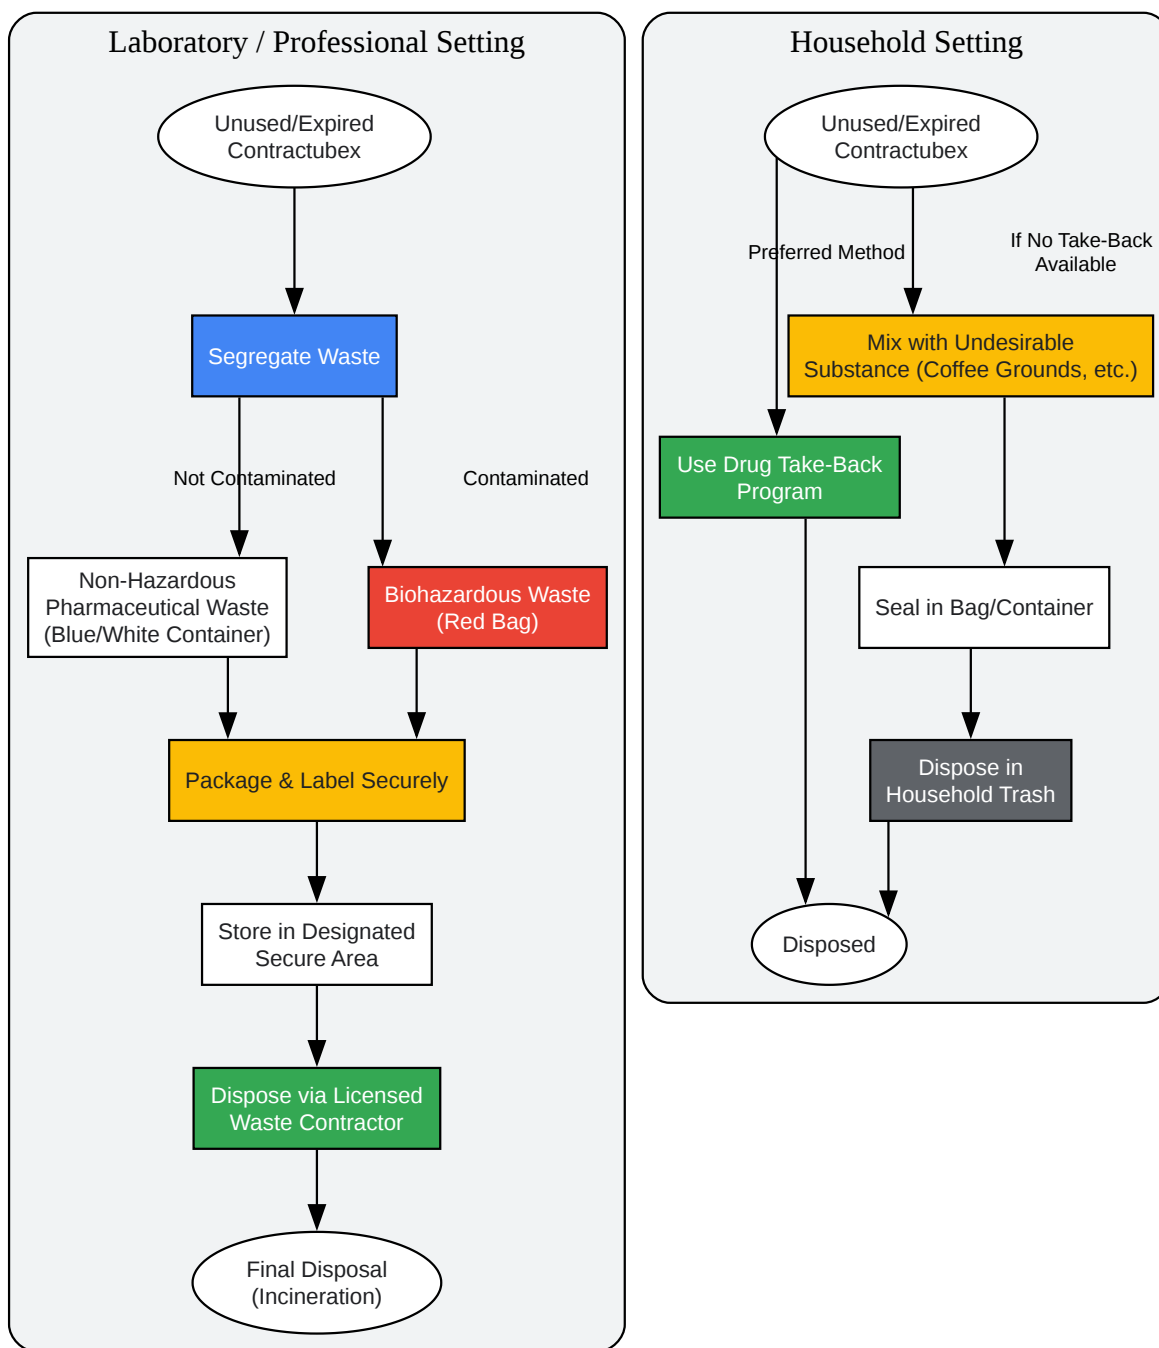 Laboratory / Professional Setting
Unused/Expired
Contractubex
Segregate Waste
Not Contaminated
Contaminated
Non-Hazardous
Pharmaceutical Waste
(Blue/White Container)
Biohazardous Waste
(Red Bag)
Package & Label Securely
Store in Designated
Secure Area
Dispose via Licensed
Waste Contractor
Final Disposal
(Incineration)
Household Setting
Unused/Expired
Contractubex
Preferred Method
If No Take-Back
Available
Mix with Undesirable
Substance (Coffee Grounds, etc.)
Use Drug Take-Back
Program
Seal in Bag/Container
Dispose in
Household Trash
Disposed